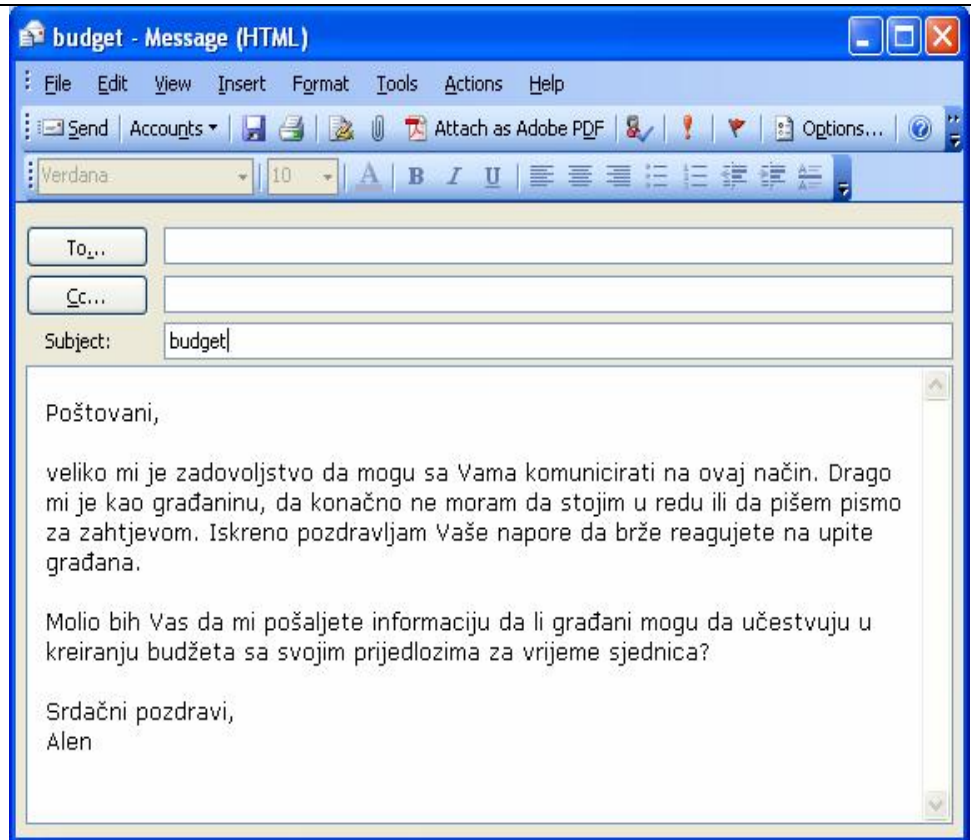 budget - Message (HTML)
File Edit View Insert Format Tools Actions Help
Send Accounts Attach as Adobe PDF Options...
Verdana 10 A B I U
To...
Cc...
Subject: budget
Poštovani,
veliko mi je zadovoljstvo da mogu sa Vama komunicirati na ovaj način. Drago
mi je kao građaninu, da konačno ne moram da stojim u redu ili da pišem pismo
za zahtjevom. Iskreno pozdravljam Vaše napore da brže reagujete na upite
građana.
Molio bih Vas da mi pošaljete informaciju da li građani mogu da učestvuju u
kreiranju budžeta sa svojim prijedlozima za vrijeme sjednica?
Srdačni pozdravi,
Alen